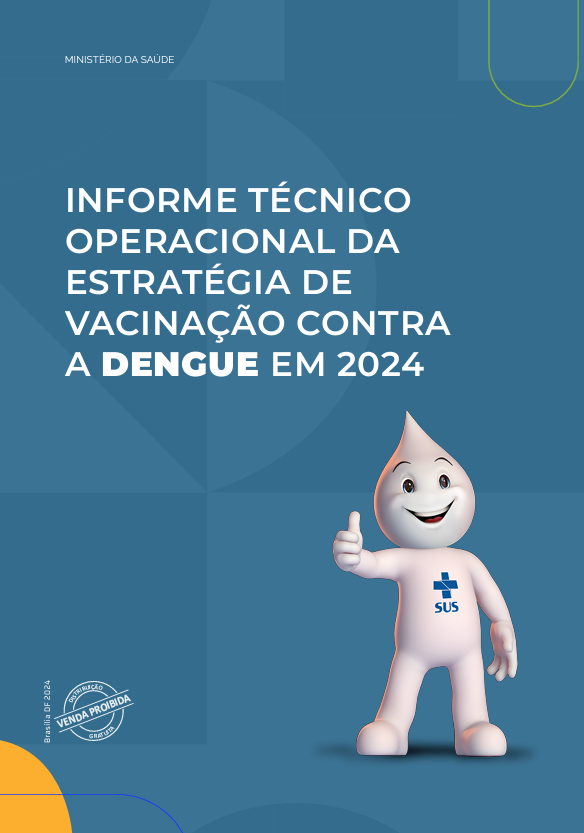 MINISTÉRIO DA SAÚDE
INFORME TÉCNICO
OPERACIONAL DA
ESTRATÉGIA DE
VACINAÇÃO CONTRA
A DENGUE EM 2024
SUS
Brasília DF 2024
DISTRIBUIÇÃO
VENDA PROIBIDA
GRATUITA